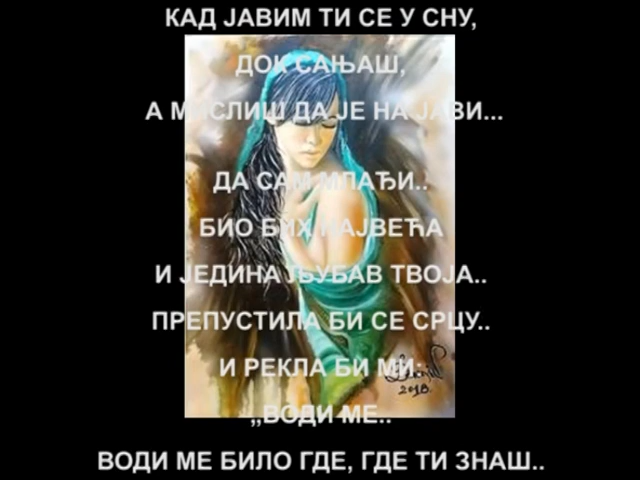 КАД ЈАВИМ ТИ СЕ У СНУ,
ДОК САЊАШ,
А МИСЛИШ ДА ЈЕ НА ЈАВИ...
ДА САМ МЛАЂИ..
БИО БИХ НАЈВЕЋА
И ЈЕДИНА ЉУБАВ ТВОЈА..
ПРЕПУСТИЛА БИ СЕ СРЦУ..
И РЕКЛА БИ МИ:
„ВОДИ МЕ..
ВОДИ МЕ БИЛО ГДЕ, ГДЕ ТИ ЗНАШ..
2018.